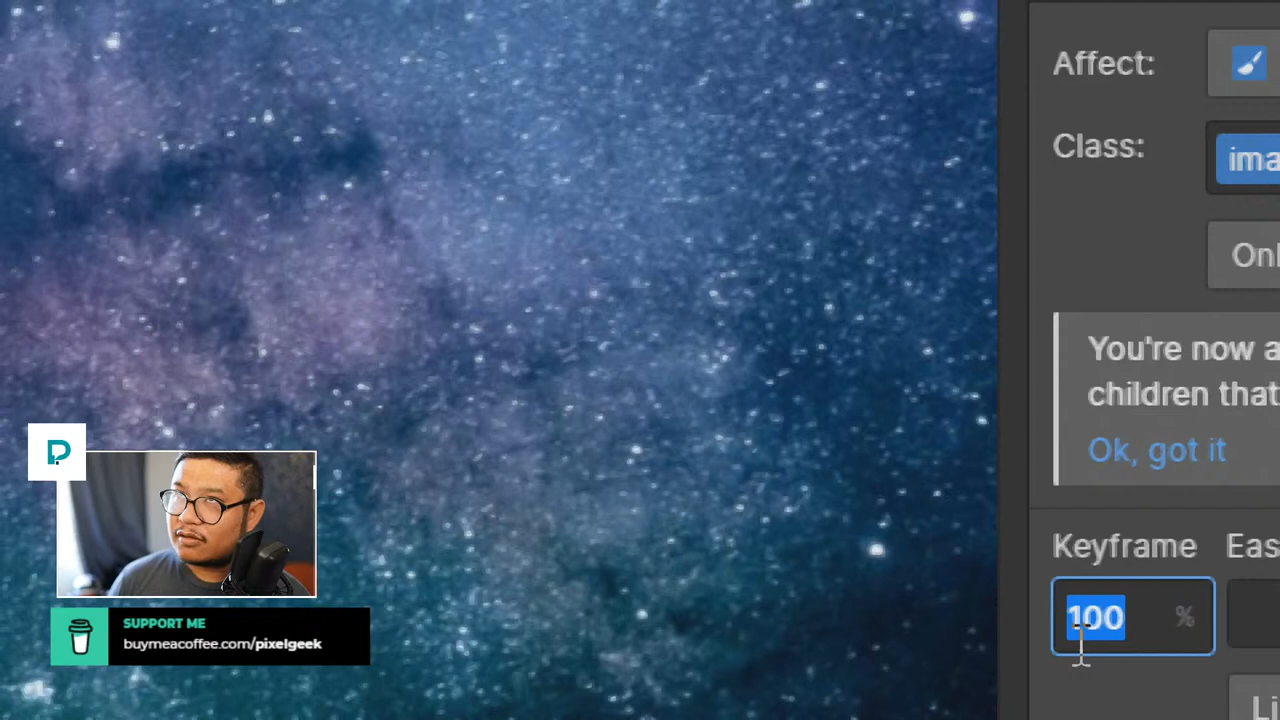 Affect:
Class:
ima
Onl
You're now a
children that
Ok, got it
Keyframe
Eas
100
%
Li
SUPPORT ME
buymeacoffee.com/pixelgeek